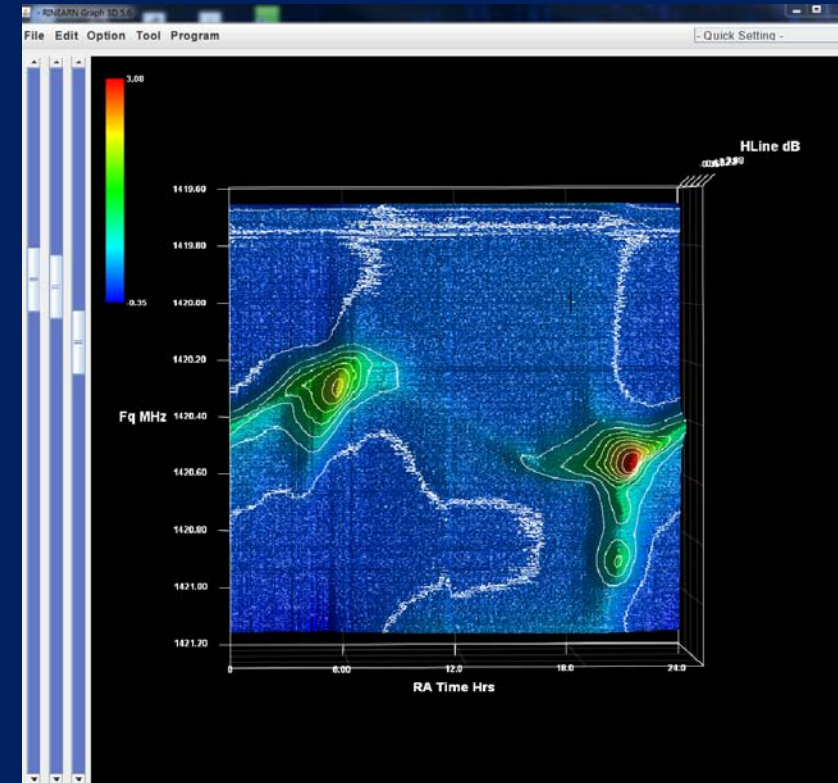 RINEARN Graph 3D 5.6
File Edit Option Tool Program
- Quick Setting -
3.08
-0.35
HLine dB
1419.60
1419.80
1420.00
1420.20
1420.40
Fq MHz
1420.60
1420.80
1421.00
1421.20
0 6.00 12.0 18.0 24.0
RA Time Hrs